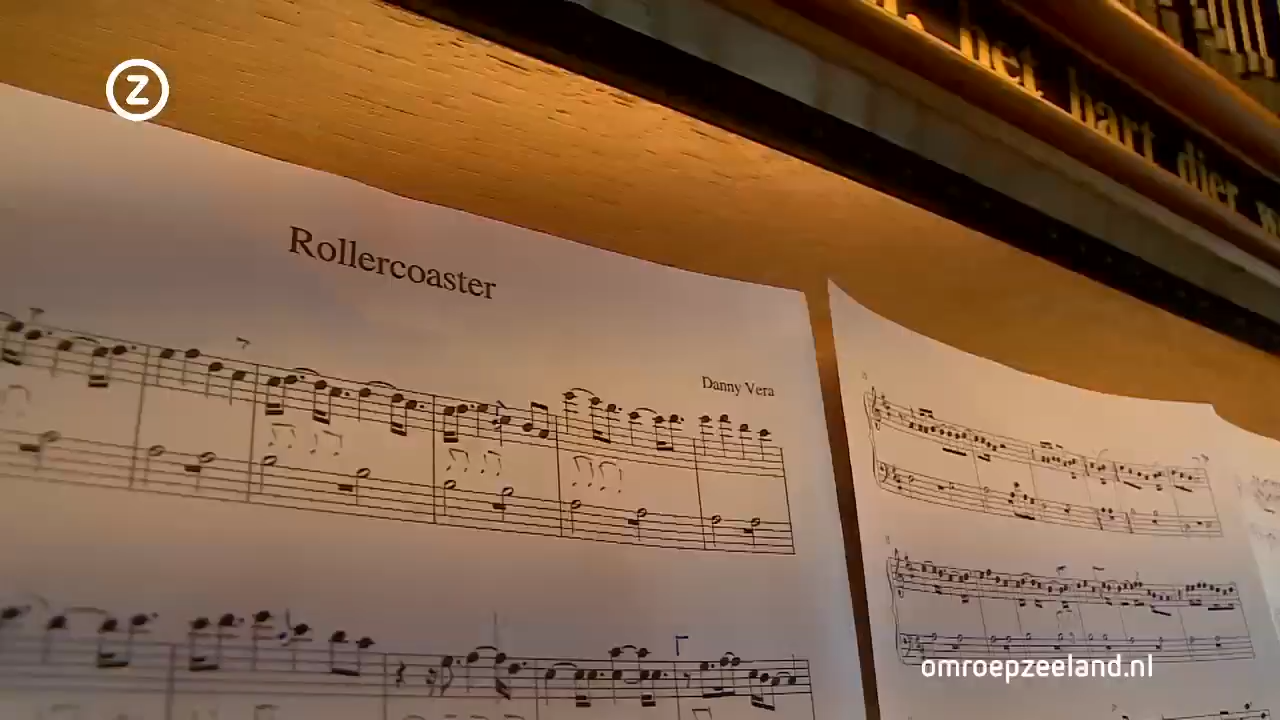 Z
het hart dier
Rollercoaster
Danny Vera
omroepzeeland.nl